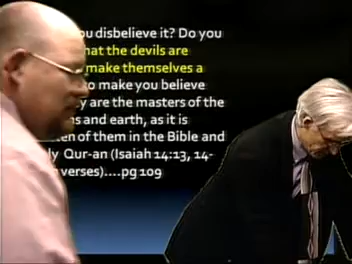 u disbelieve it? Do you
hat the devils are
make themselves a
o make you believe
y are the masters of the
ns and earth, as it is
en of them in the Bible and
ly Qur-an (Isaiah 14:13, 14-
verses)....pg 109